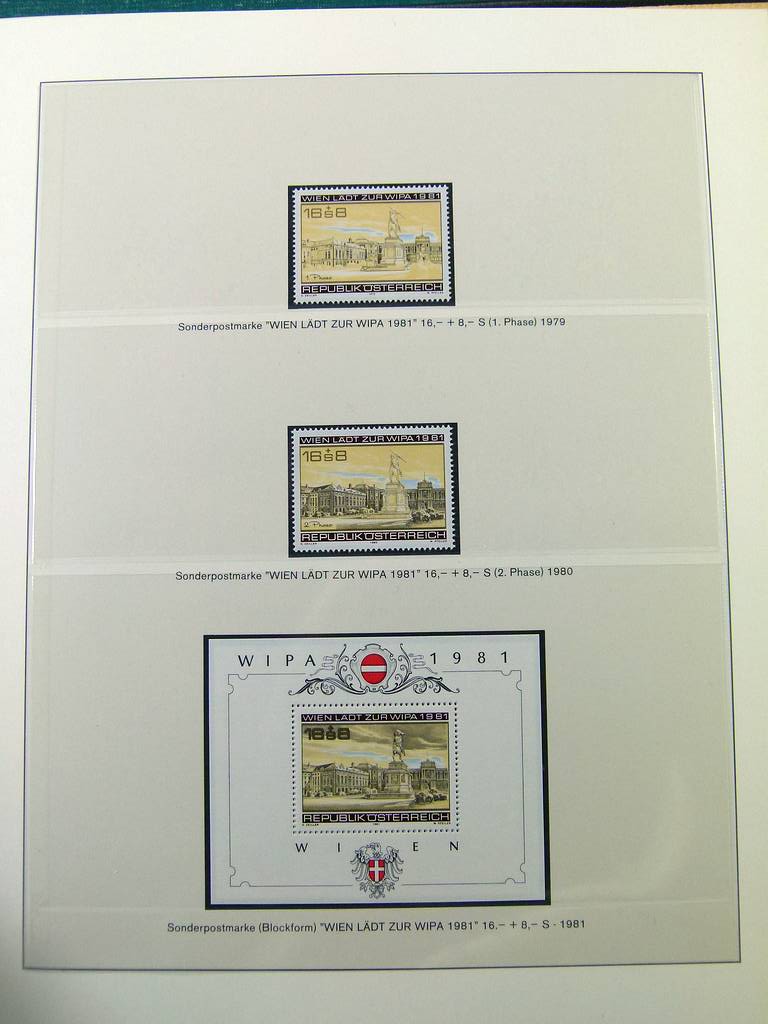 WIEN LÄDT ZUR WIPA 1981
16+8
S
1. Phase
REPUBLIK ÖSTERREICH
Sonderpostmarke "WIEN LÄDT ZUR WIPA 1981" 16,– + 8,– S (1. Phase) 1979
WIEN LÄDT ZUR WIPA 1981
16+8
S
2. Phase
REPUBLIK ÖSTERREICH
Sonderpostmarke "WIEN LÄDT ZUR WIPA 1981" 16,– + 8,– S (2. Phase) 1980
WIPA 1981
WIEN LÄDT ZUR WIPA 1981
16+8
S
REPUBLIK ÖSTERREICH
WIEN
Sonderpostmarke (Blockform) "WIEN LÄDT ZUR WIPA 1981" 16.– + 8,– S - 1981